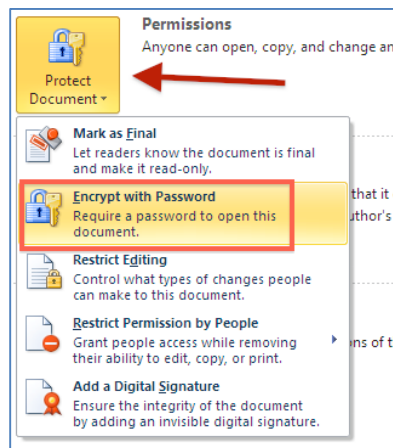 Permissions
Anyone can open, copy, and change an
Protect
Document
Mark as Final
Let readers know the document is final
and make it read-only.
Encrypt with Password
Require a password to open this
document.
that it
uthor's
Restrict Editing
Control what types of changes people
can make to this document.
Restrict Permission by People
Grant people access while removing
their ability to edit, copy, or print.
ns of t
Add a Digital Signature
Ensure the integrity of the document
by adding an invisible digital signature.